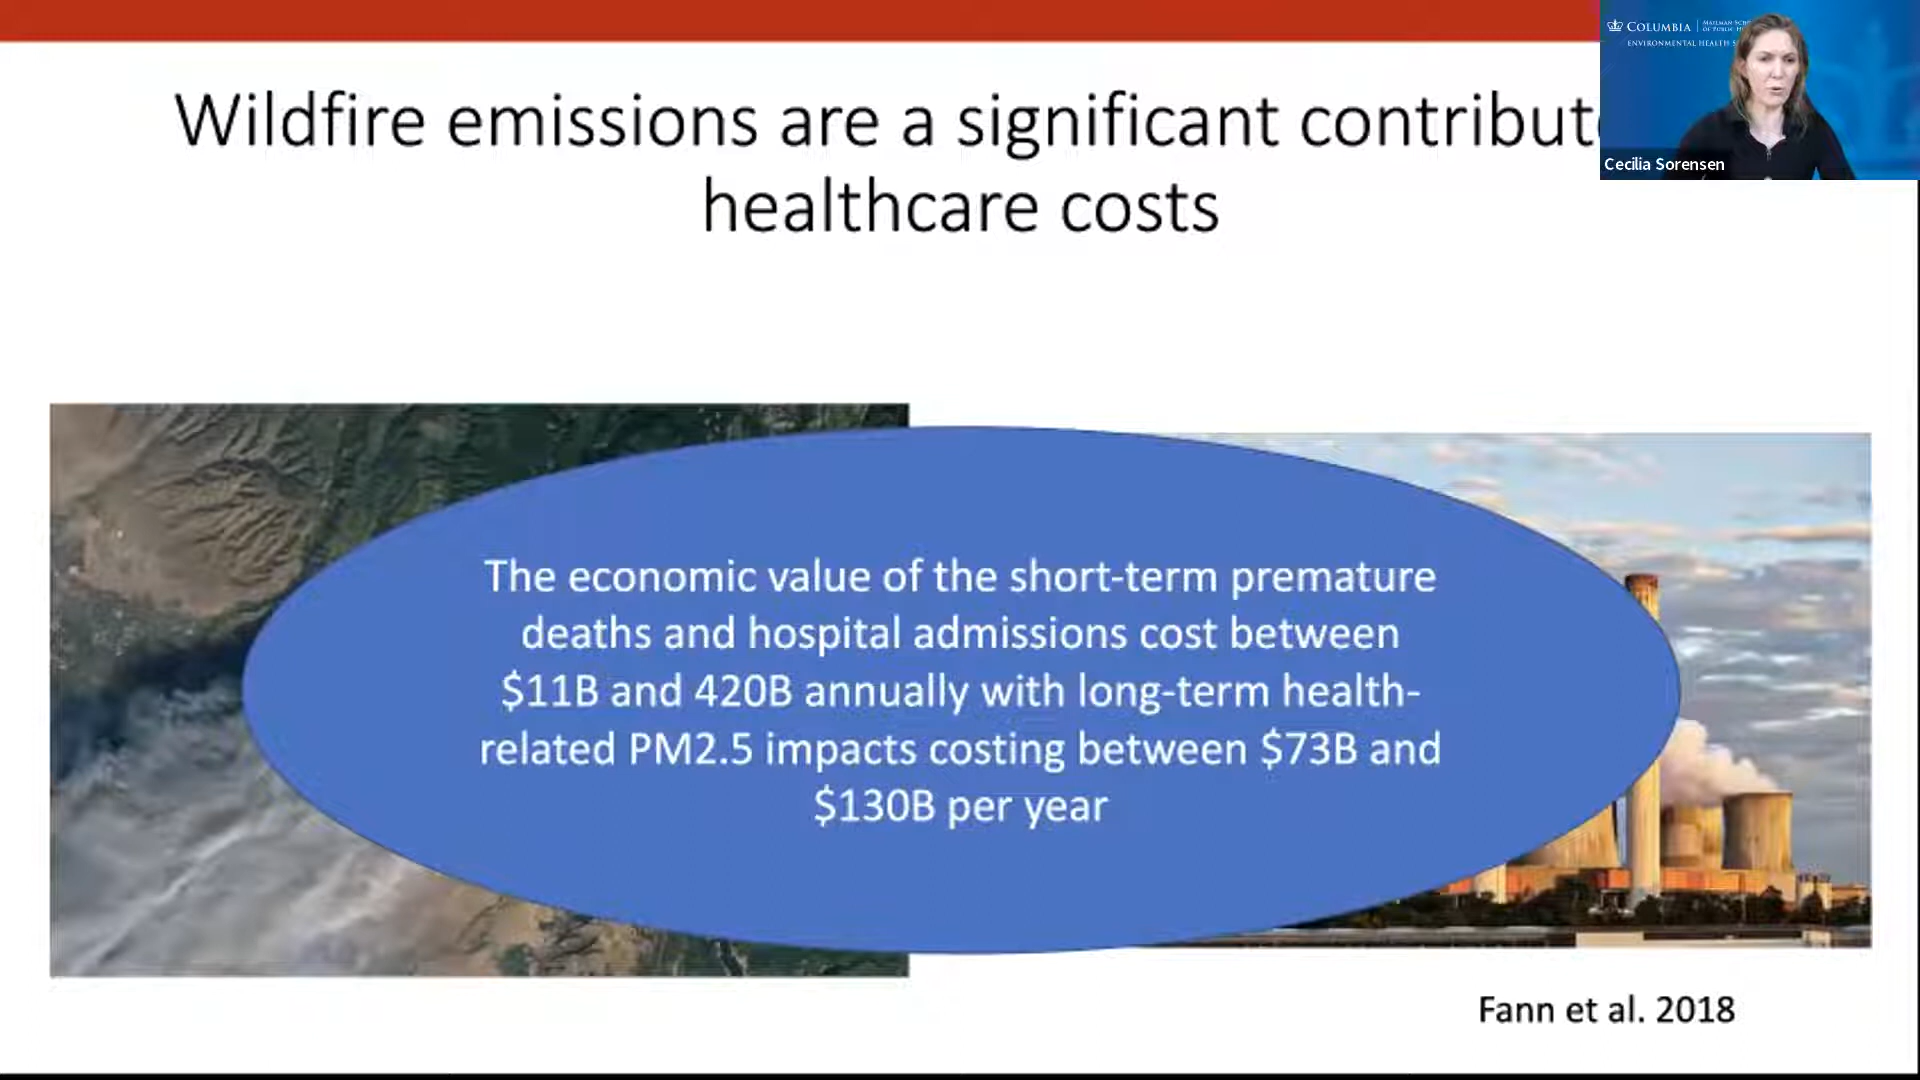 COLUMBIA
ENVIRONMENTAL HEALTH
Cecilia Sorensen
Wildfire emissions are a significant
healthcare costs
The economic value of the short-term premature
deaths and hospital admissions cost between
$11B and 420B annually with long-term health-
related PM2.5 impacts costing between $73B and
$130B per year
Fann et al. 2018